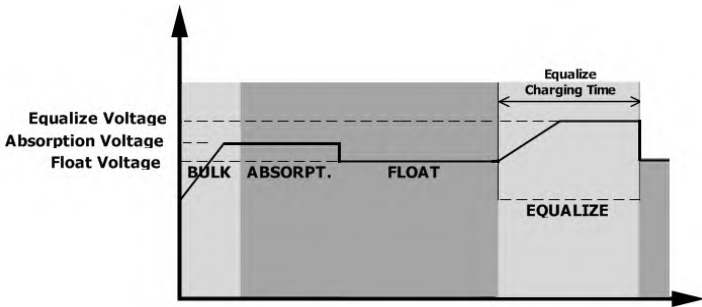 Equalize
Charging Time
Equalize Voltage
Absorption Voltage
Float Voltage
BULK
ABSORPT.
FLOAT
EQUALIZE